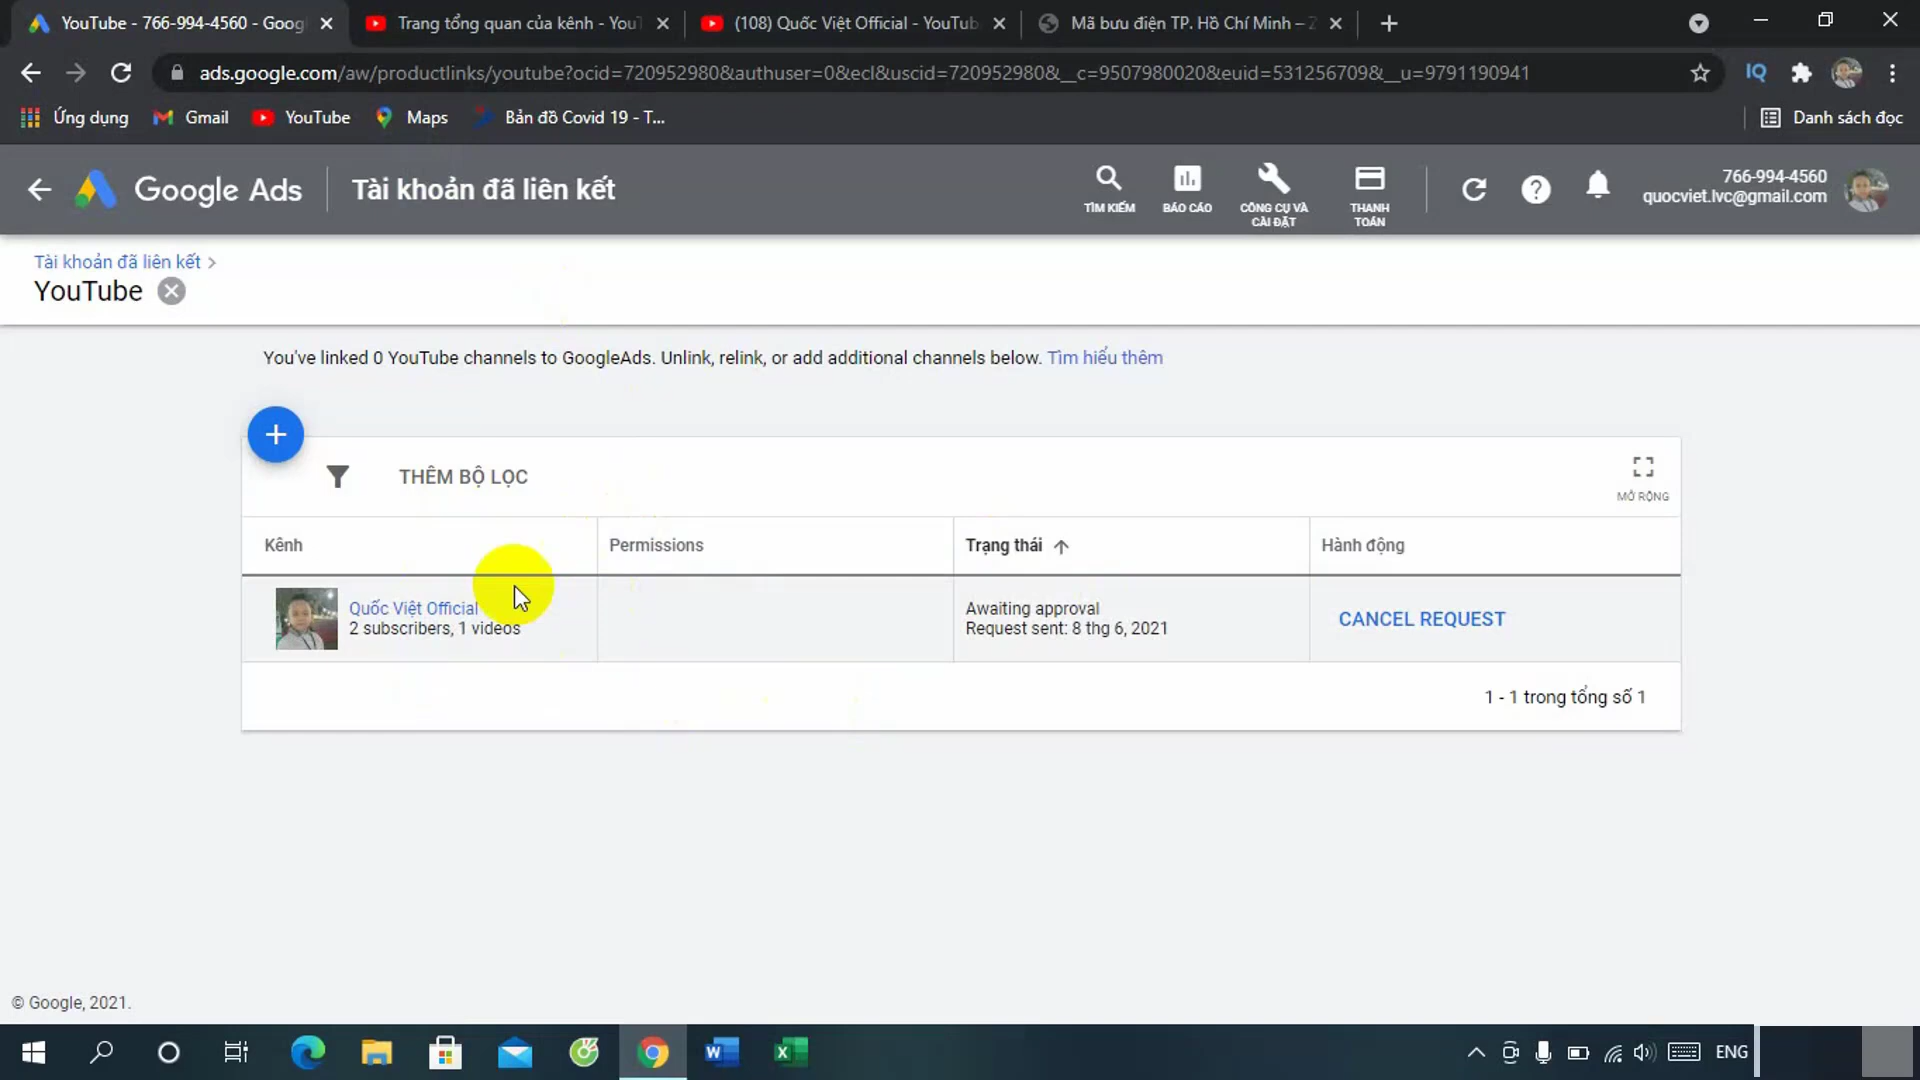 YouTube - 766-994-4560 - Goog
Trang tổng quan của kênh - YouT
(108) Quốc Việt Official - YouTub
Mã bưu điện TP. Hồ Chí Minh – Z
ads.google.com/aw/productlinks/youtube?ocid=720952980&authuser=0&ecl&uscid=720952980&__c=9507980020&euid=531256709&__u=9791190941
IQ
Ứng dụng
Gmail
YouTube
Maps
Bản đồ Covid 19 - T...
Danh sách đọc
Google Ads
Tài khoản đã liên kết
TÌM KIẾM
BÁO CÁO
CÔNG CỤ VÀ
CÀI ĐẶT
THANH
TOÁN
766-994-4560
quocviet.lvc@gmail.com
Tài khoản đã liên kết
YouTube
You've linked 0 YouTube channels to GoogleAds. Unlink, relink, or add additional channels below. Tìm hiểu thêm
THÊM BỘ LỌC
MỞ RỘNG
Kênh
Permissions
Trạng thái
Hành động
Quốc Việt Official
2 subscribers, 1 videos
Awaiting approval
Request sent: 8 thg 6, 2021
CANCEL REQUEST
1 - 1 trong tổng số 1
© Google, 2021.
ENG